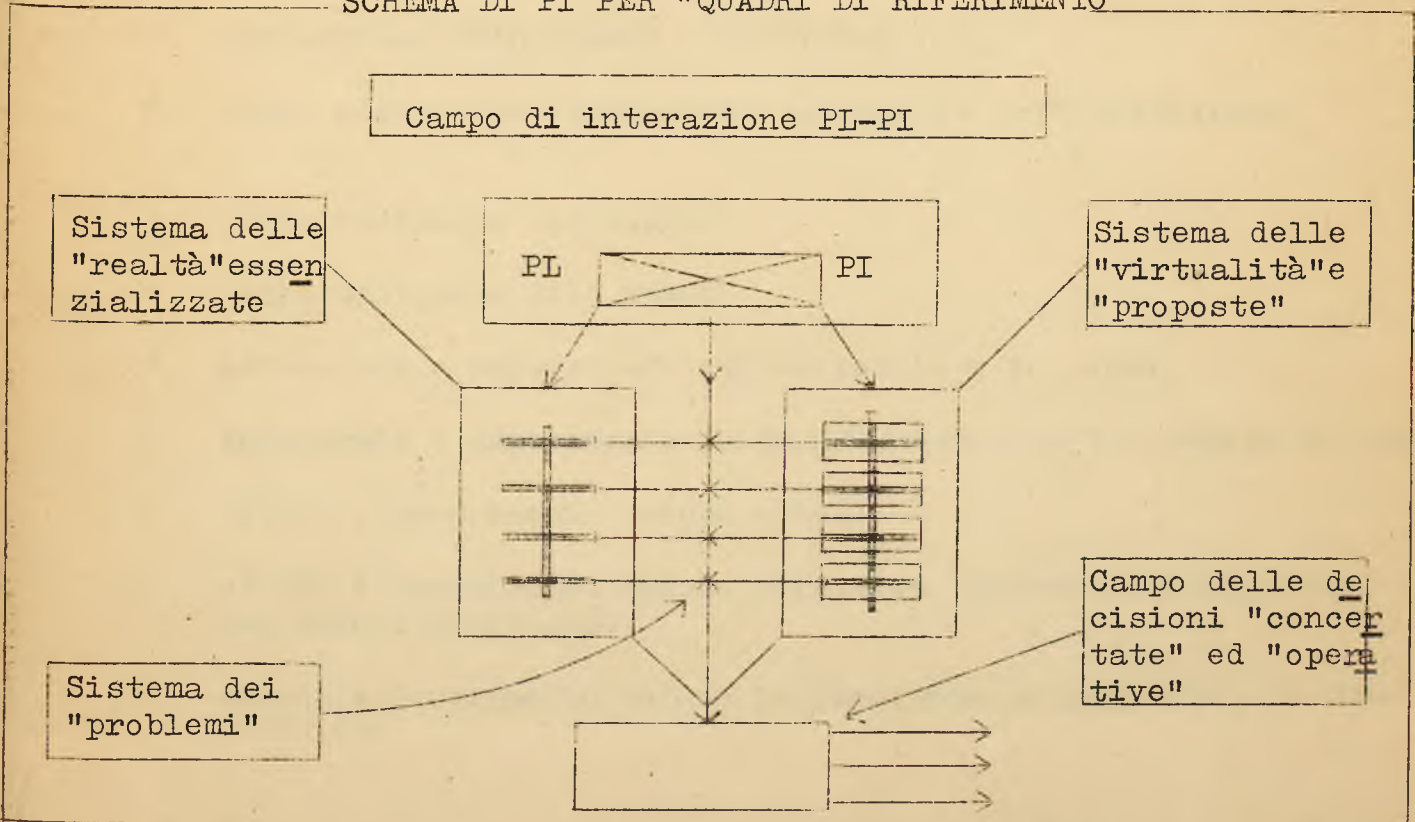 SCHEMA DI PI PER "QUADRI DI RIFERIMENTO
Campo di interazione PL-PI
Sistema delle
"realtà"essen
zializzate
PL
PI
Sistema delle
"virtualità"e
"proposte"
Sistema dei
"problemi"
Campo delle de
cisioni "concer
tate" ed "opera
tive"